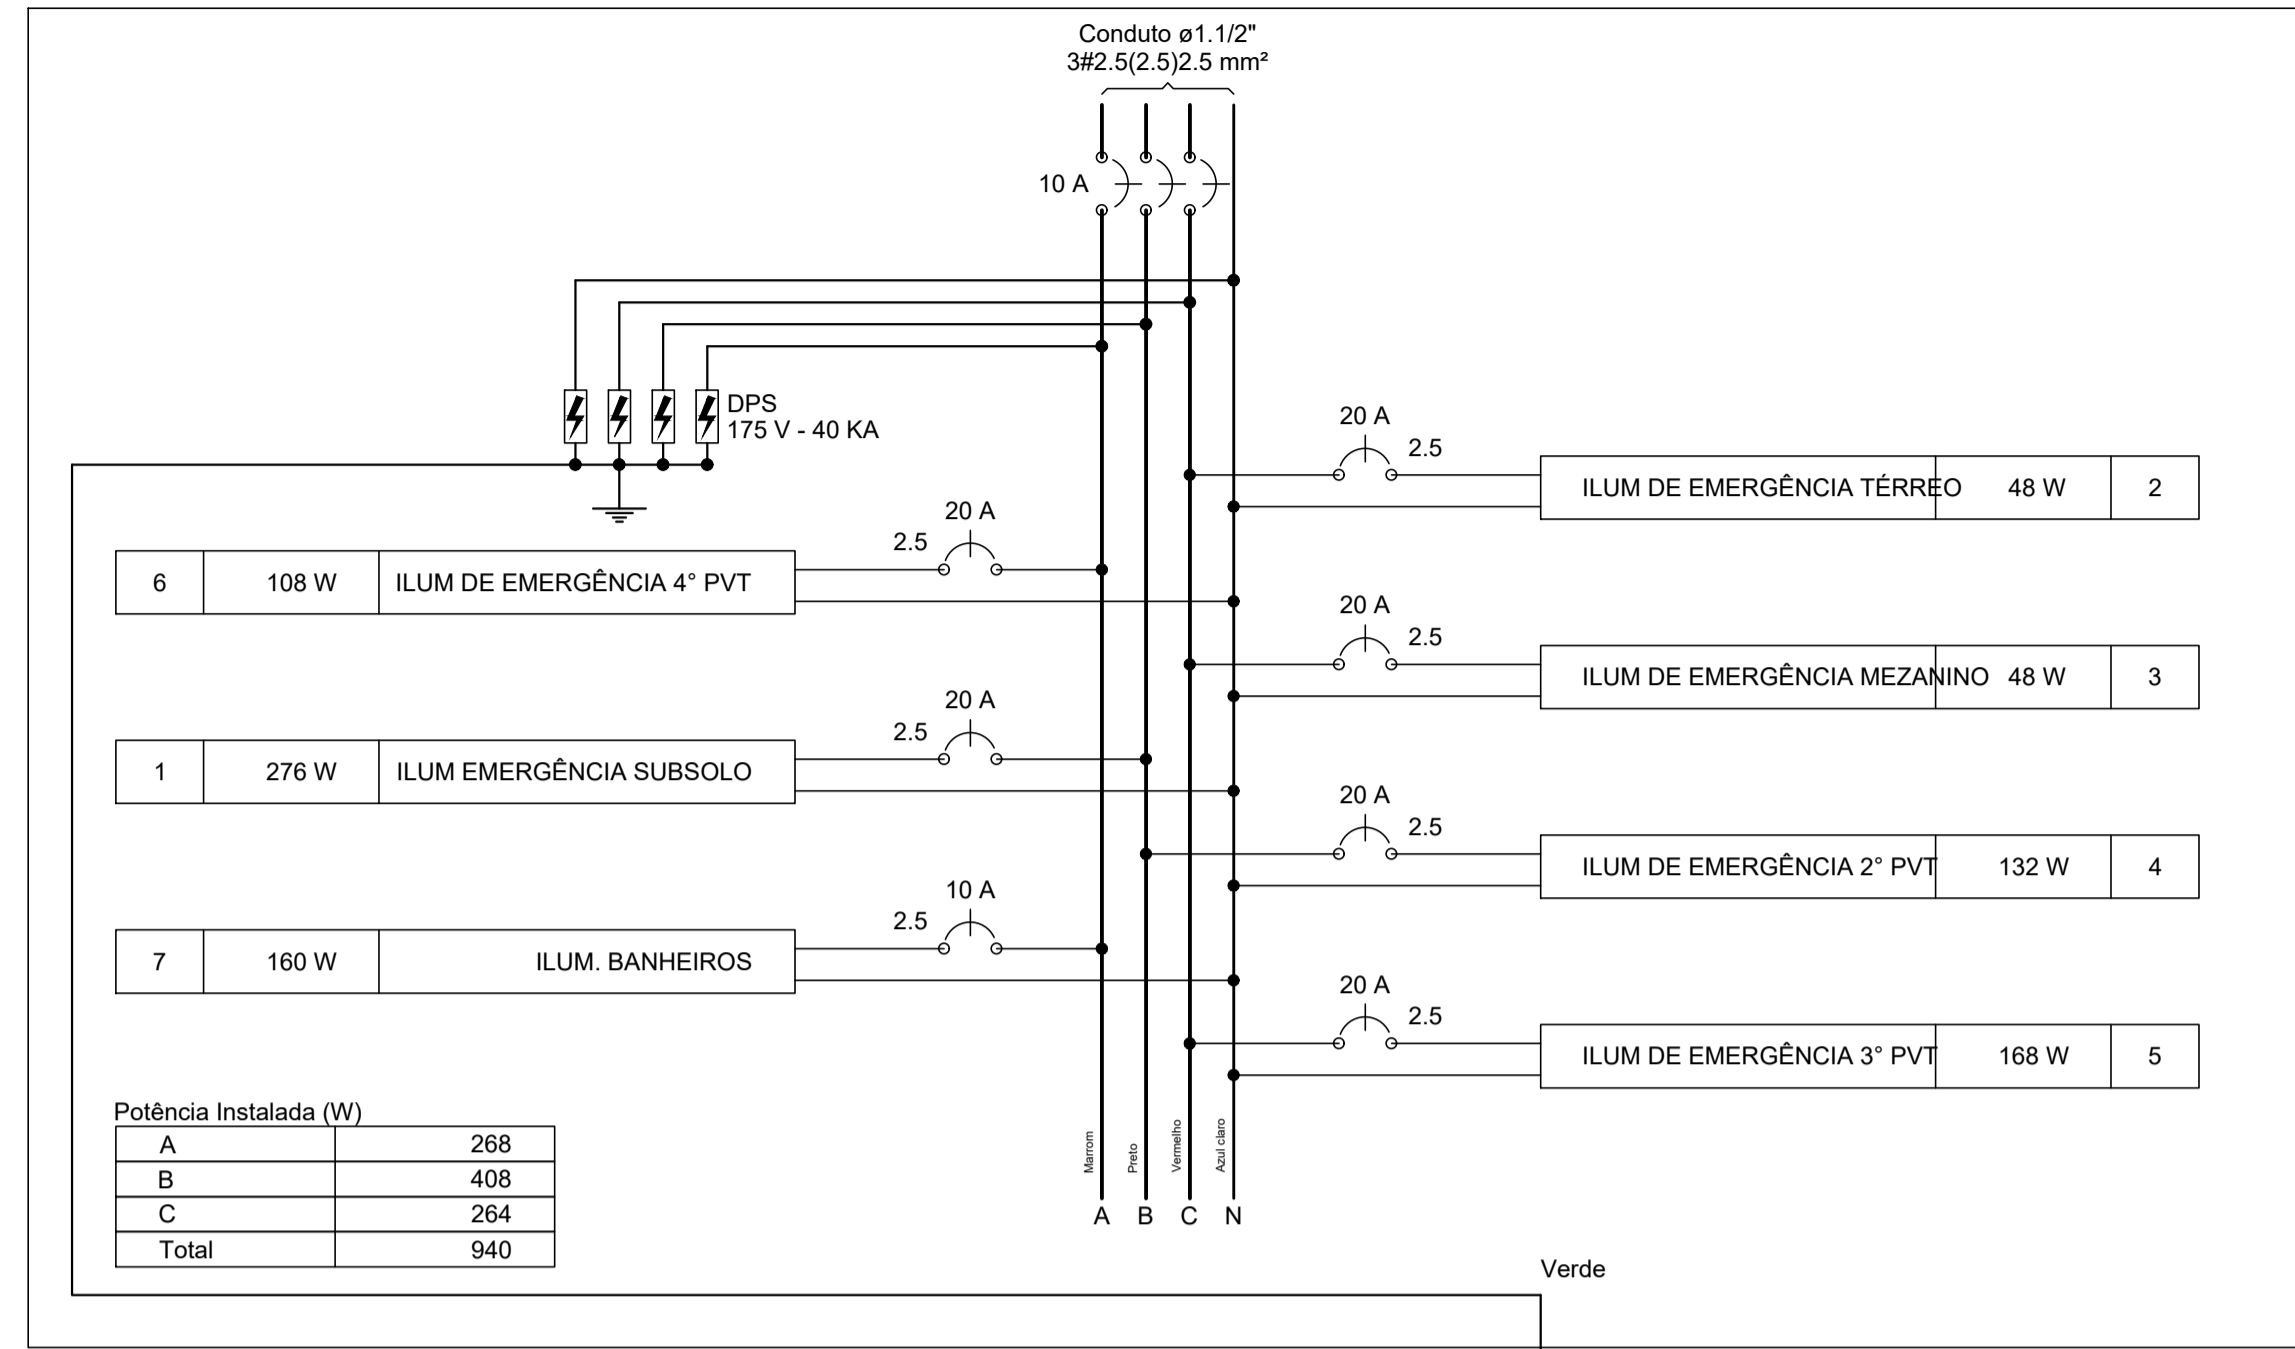 Conduto ø1.1/2"
3#2.5(2.5)2.5 mm²
10 A
DPS
175 V - 40 KA
20 A
2.5
ILUM DE EMERGÊNCIA TÉRREO 48 W 2
20 A
2.5
6 108 W ILUM DE EMERGÊNCIA 4° PVT
20 A
2.5
ILUM DE EMERGÊNCIA MEZANINO 48 W 3
20 A
2.5
1 276 W ILUM EMERGÊNCIA SUBSOLO
20 A
2.5
ILUM DE EMERGÊNCIA 2° PVT 132 W 4
10 A
2.5
7 160 W ILUM. BANHEIROS
20 A
2.5
ILUM DE EMERGÊNCIA 3° PVT 168 W 5
Potência Instalada (W)
A 268
B 408
C 264
Total 940
Marrom
Preto
Vermelho
Azul claro
A B C N
Verde